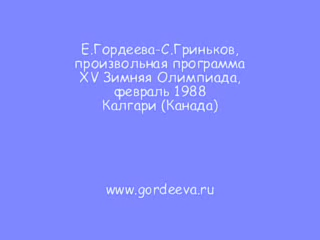 Е.Гордеева-С.Гриньков,
произвольная программа
XV Зимняя Олимпиада,
февраль 1988
Калгари (Канада)
www.gordeeva.ru